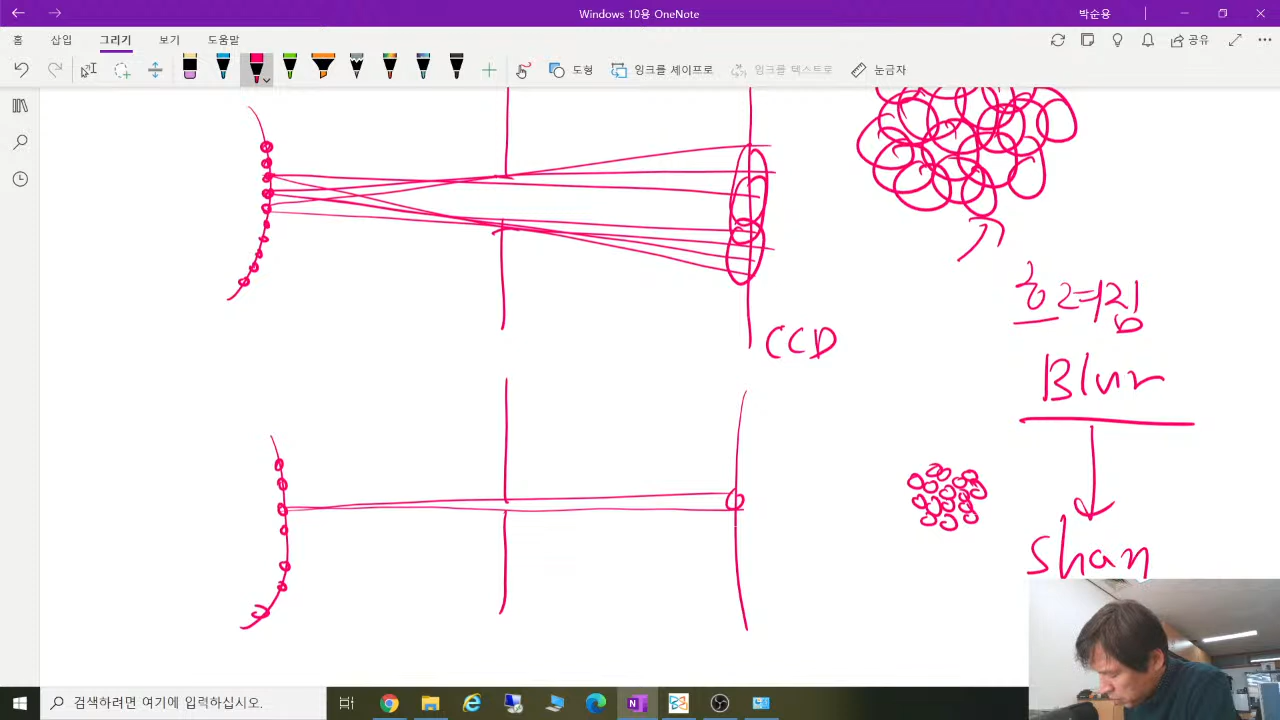 Windows 10용 OneNote
박순용
홈 삽입 그리기 보기 도움말
공유
잉크를 셰이프로
도형
잉크를 텍스트로
눈금자
CCD
흐려짐
Blur
shar
검색하려면 여기에 입력하십시오.